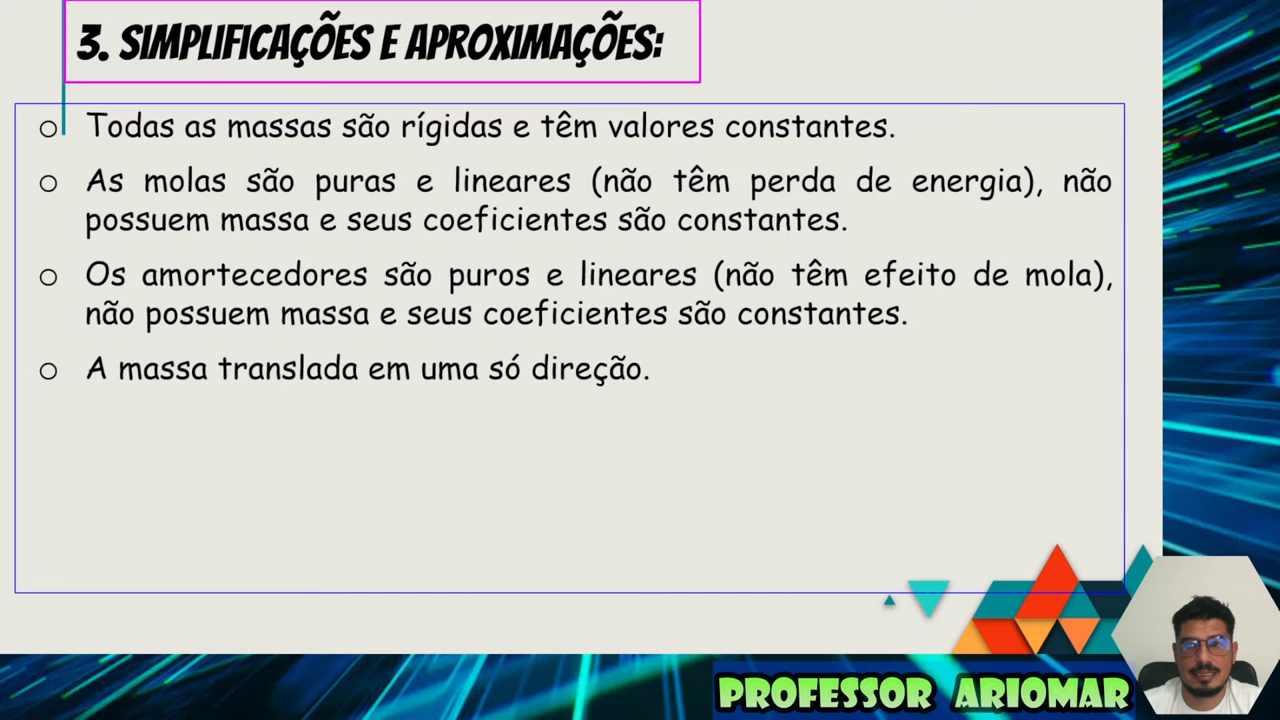 3. SIMPLIFICAÇÕES E APROXIMAÇÕES:
o Todas as massas são rígidas e têm valores constantes.
o As molas são puras e lineares (não têm perda de energia), não
possuem massa e seus coeficientes são constantes.
o Os amortecedores são puros e lineares (não têm efeito de mola),
não possuem massa e seus coeficientes são constantes.
o A massa translada em uma só direção.
PROFESSOR ARIOMAR